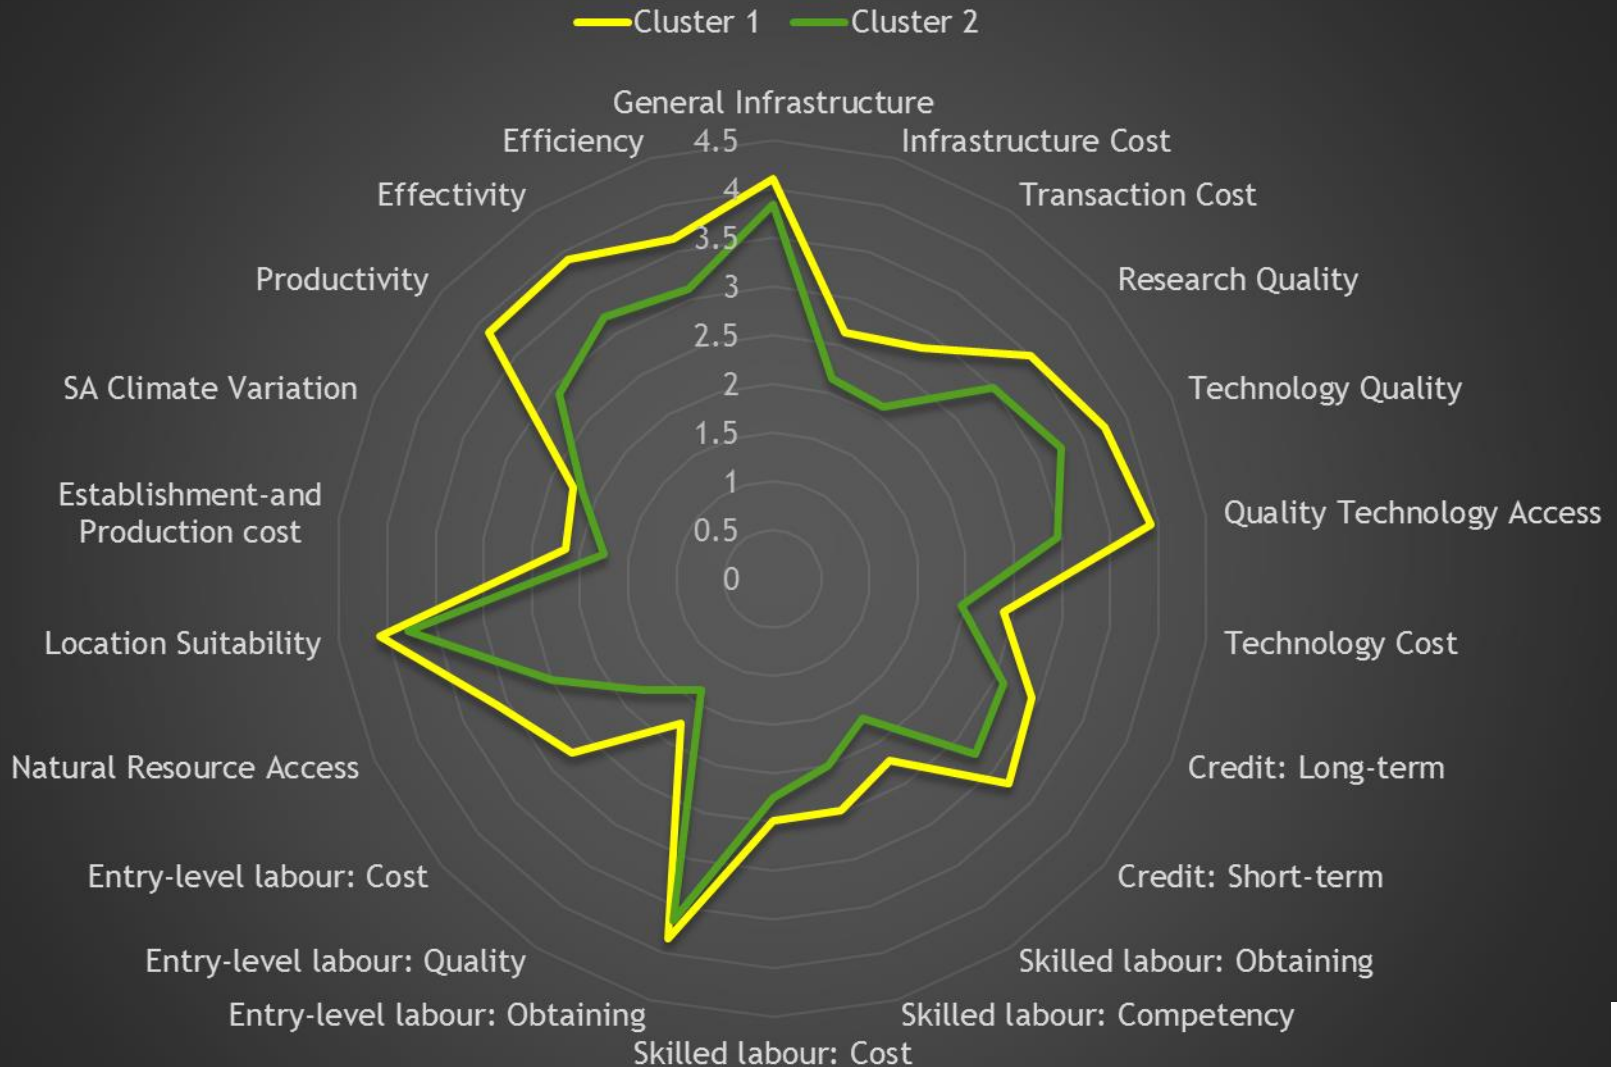 Cluster 1
Cluster 2
General Infrastructure
Efficiency
4.5
Infrastructure Cost
Effectivity
4
Transaction Cost
3.5
Productivity
3
Research Quality
2.5
SA Climate Variation
2
Technology Quality
1.5
1
Establishment-and
Production cost
0.5
Quality Technology Access
0
Location Suitability
Technology Cost
Natural Resource Access
Credit: Long-term
Entry-level labour: Cost
Credit: Short-term
Entry-level labour: Quality
Skilled labour: Obtaining
Entry-level labour: Obtaining
Skilled labour: Competency
Skilled labour: Cost